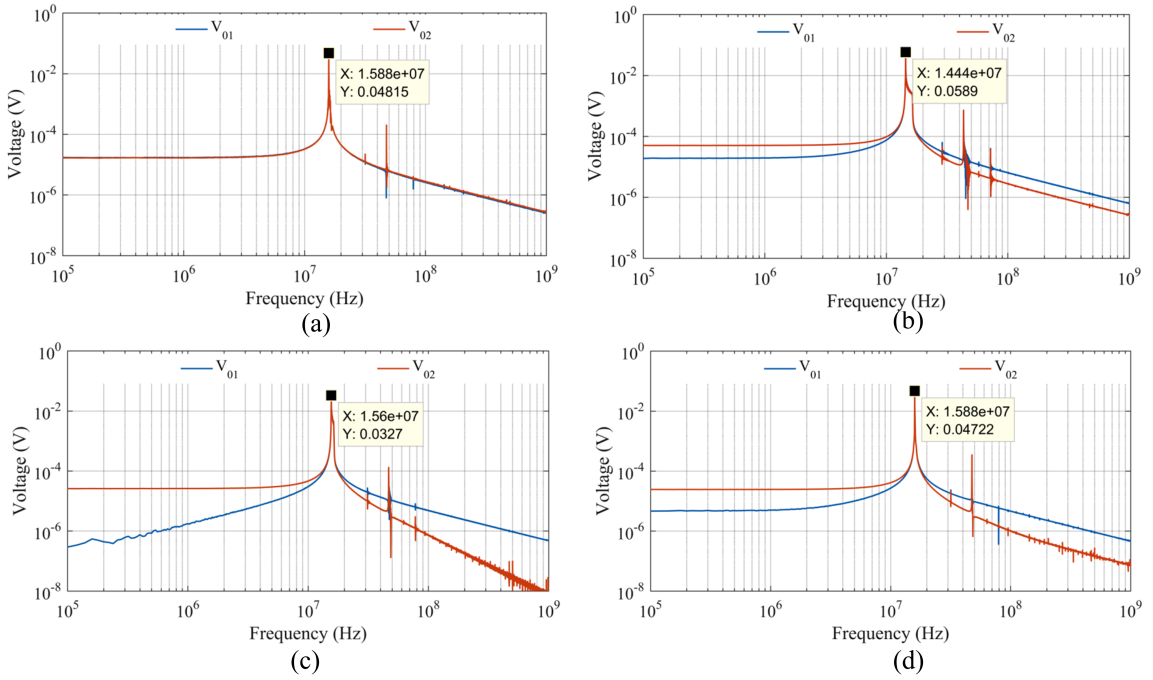 V01 V02
10^0
10^-2
10^-4
10^-6
10^-8
Voltage (V)
X: 1.588e+07
Y: 0.04815
10^5 10^6 10^7 10^8 10^9
Frequency (Hz)
(a)
V01 V02
10^0
10^-2
10^-4
10^-6
10^-8
Voltage (V)
X: 1.444e+07
Y: 0.0589
10^5 10^6 10^7 10^8 10^9
Frequency (Hz)
(b)
V01 V02
10^0
10^-2
10^-4
10^-6
10^-8
Voltage (V)
X: 1.56e+07
Y: 0.0327
10^5 10^6 10^7 10^8 10^9
Frequency (Hz)
(c)
V01 V02
10^0
10^-2
10^-4
10^-6
10^-8
Voltage (V)
X: 1.588e+07
Y: 0.04722
10^5 10^6 10^7 10^8 10^9
Frequency (Hz)
(d)